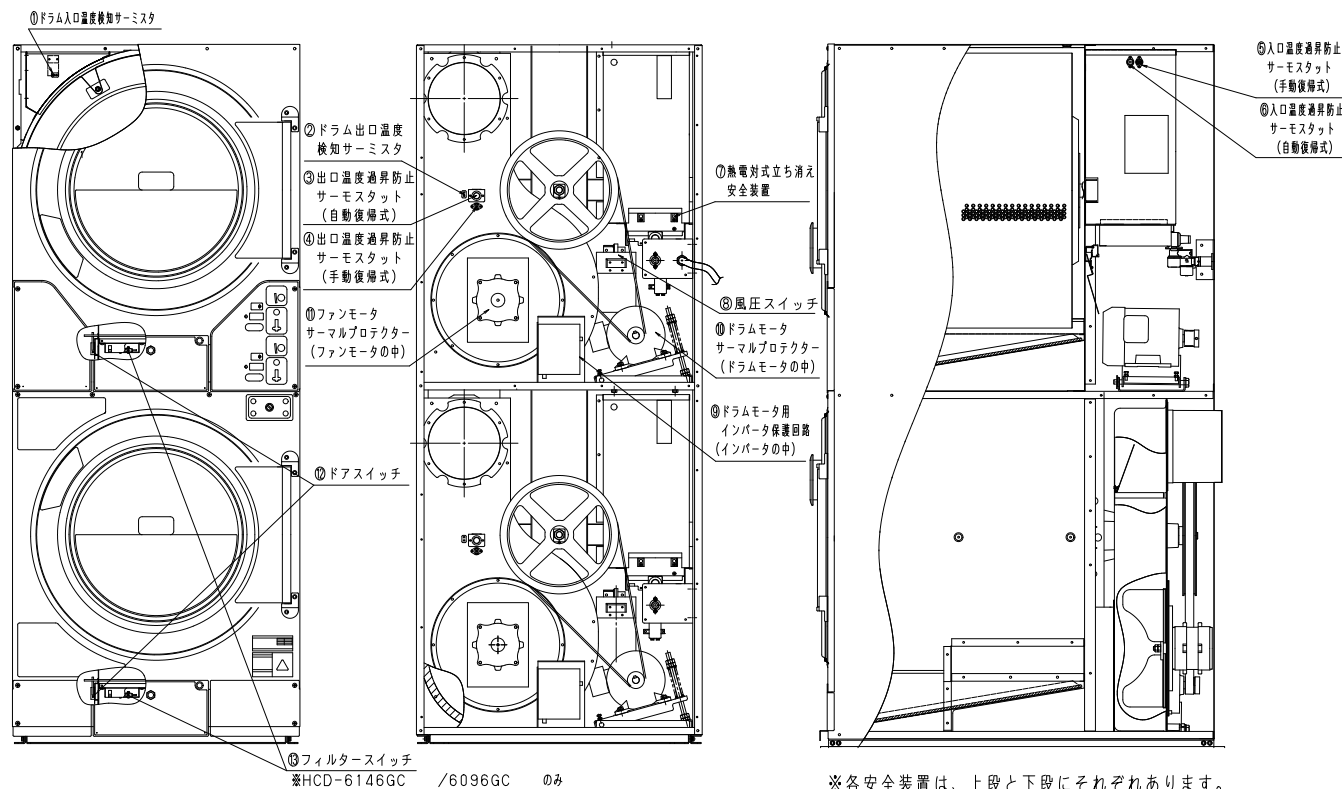 ①ドラム入口温度検知サーミスタ
②ドラム出口温度
検知サーミスタ
③出口温度過昇防止
サーモスタット
(自動復帰式)
④出口温度過昇防止
サーモスタット
(手動復帰式)
⑪ファンモータ
サーマルプロテクター
(ファンモータの中)
⑫ドアスイッチ
⑬フィルタースイッチ
※HCD-6146GC /6096GC のみ
⑦熱電対式立ち消え
安全装置
⑧風圧スイッチ
⑩ドラムモータ
サーマルプロテクター
(ドラムモータの中)
⑨ドラムモータ用
インバータ保護回路
(インバータの中)
⑤入口温度過昇防止
サーモスタット
(手動復帰式)
⑥入口温度過昇防止
サーモスタット
(自動復帰式)
※各安全装置は、上段と下段にそれぞれあります。